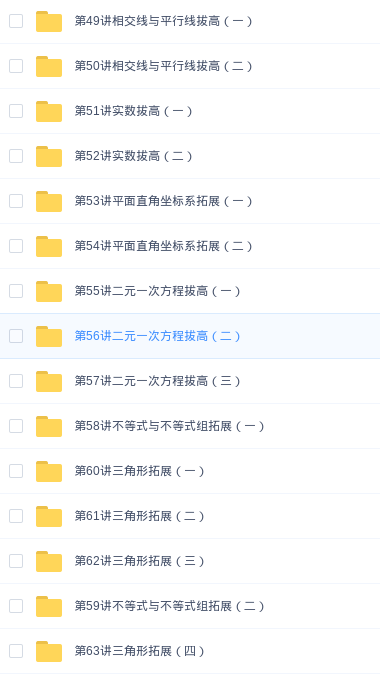 第49讲相交线与平行线拔高（一）
第50讲相交线与平行线拔高（二）
第51讲实数拔高（一）
第52讲实数拔高（二）
第53讲平面直角坐标系拓展（一）
第54讲平面直角坐标系拓展（二）
第55讲二元一次方程拔高（一）
第56讲二元一次方程拔高（二）
第57讲二元一次方程拔高（三）
第58讲不等式与不等式组拓展（一）
第60讲三角形拓展（一）
第61讲三角形拓展（二）
第62讲三角形拓展（三）
第59讲不等式与不等式组拓展（二）
第63讲三角形拓展（四）